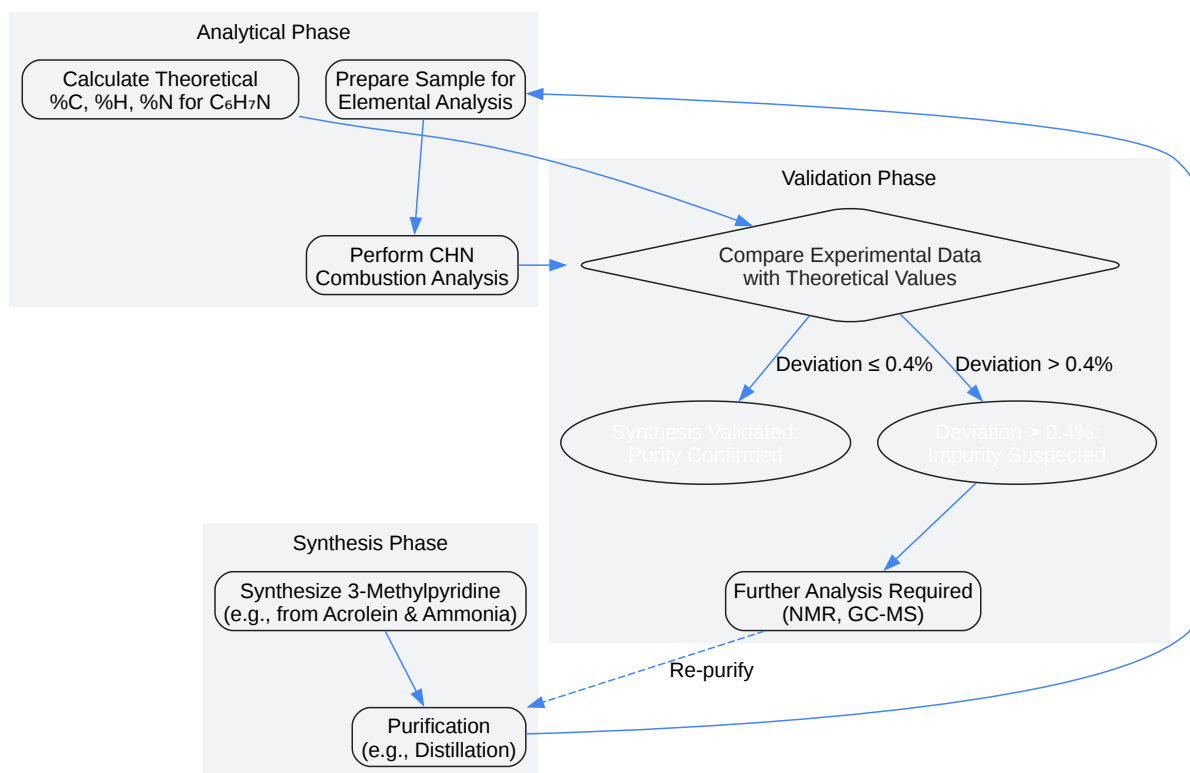 Analytical Phase
Calculate Theoretical
%C, %H, %N for C₆H₇N
Prepare Sample for
Elemental Analysis
Perform CHN
Combustion Analysis
Validation Phase
Compare Experimental Data
with Theoretical Values
Deviation ≤ 0.4%
Deviation > 0.4%
Synthesis Validated:
Purity Confirmed
Deviation > 0.4%:
Impurity Suspected
Further Analysis Required
(NMR, GC-MS)
Re-purify
Synthesis Phase
Synthesize 3-Methylpyridine
(e.g., from Acrolein & Ammonia)
Purification
(e.g., Distillation)